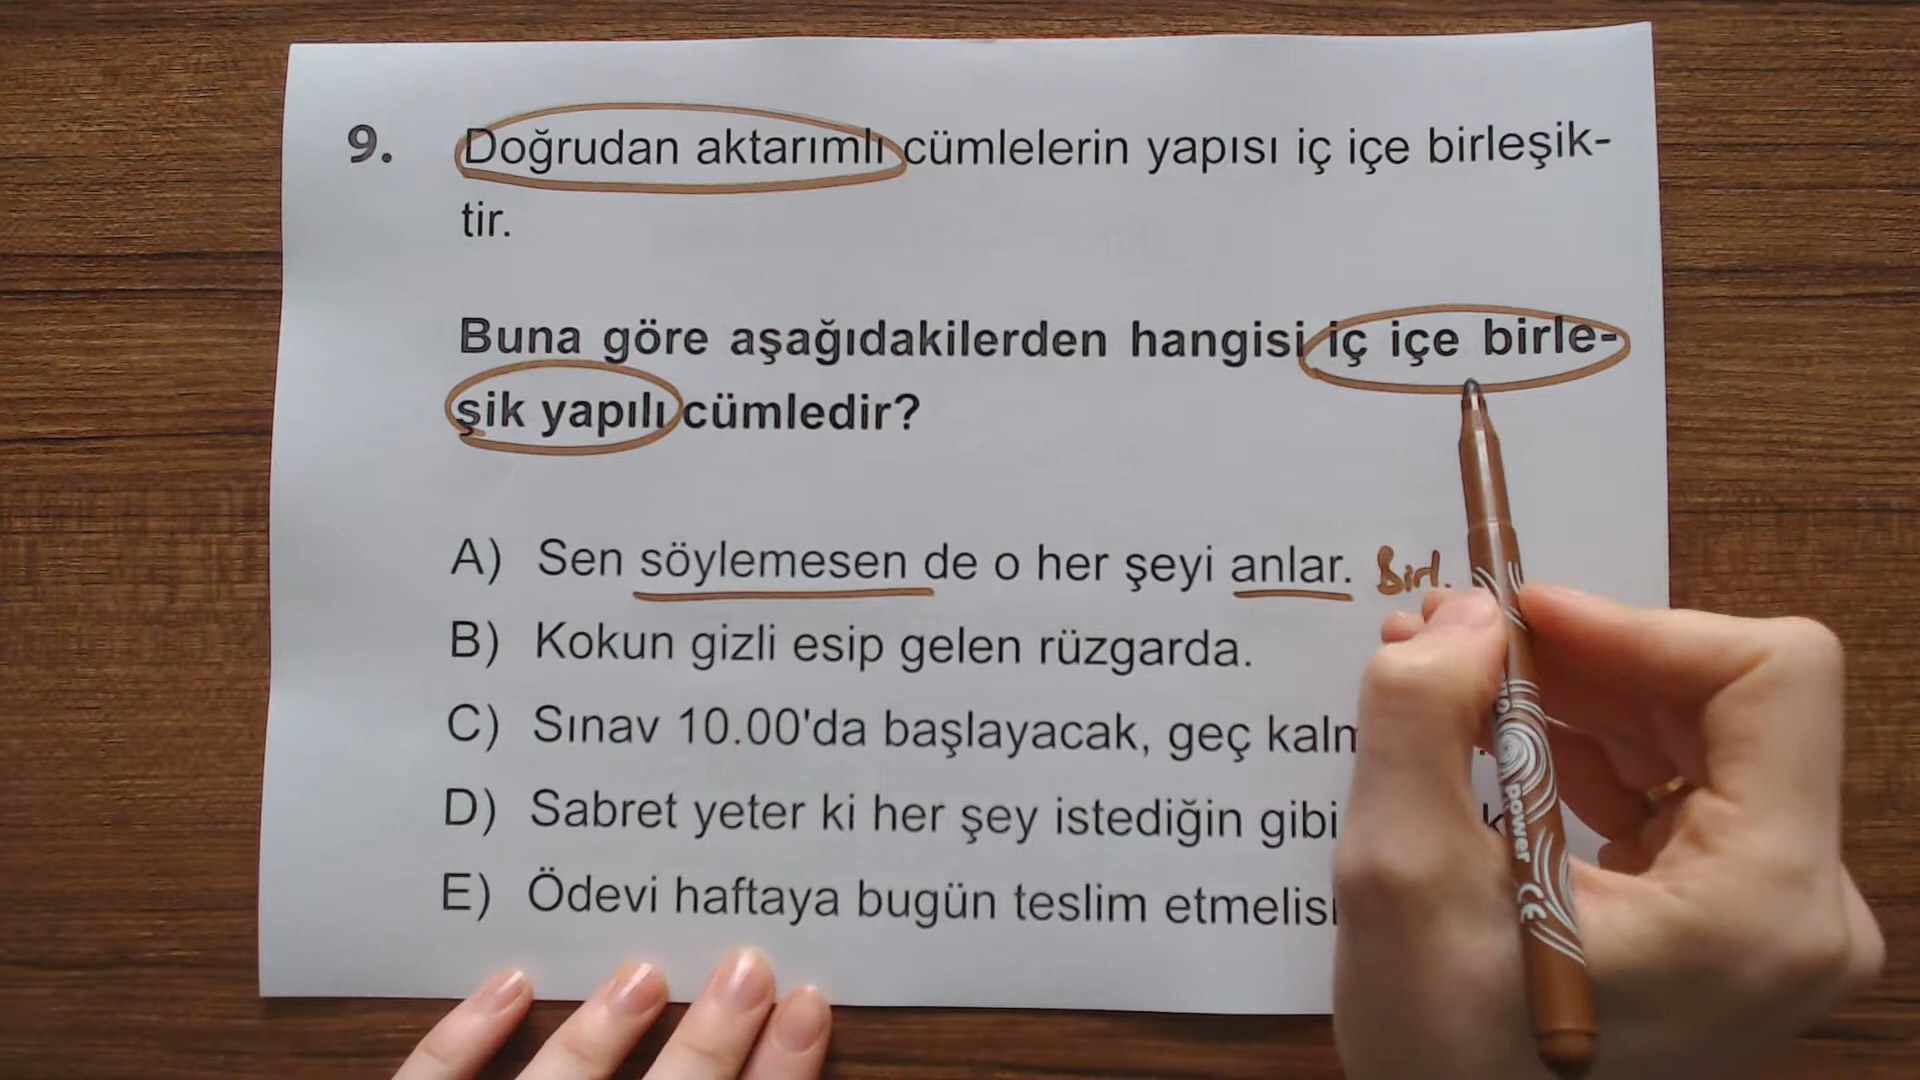 9. Doğrudan aktarımlı cümlelerin yapısı iç içe birleşik-
tir.
Buna göre aşağıdakilerden hangisi iç içe birle-
şik yapılı cümledir?
A) Sen söylemesen de o her şeyi anlar. Birl.
B) Kokun gizli esip gelen rüzgarda.
C) Sınav 10.00'da başlayacak, geç
D) Sabret yeter ki her şey istediğin gibi
E) Ödevi haftaya bugün teslim
power CE